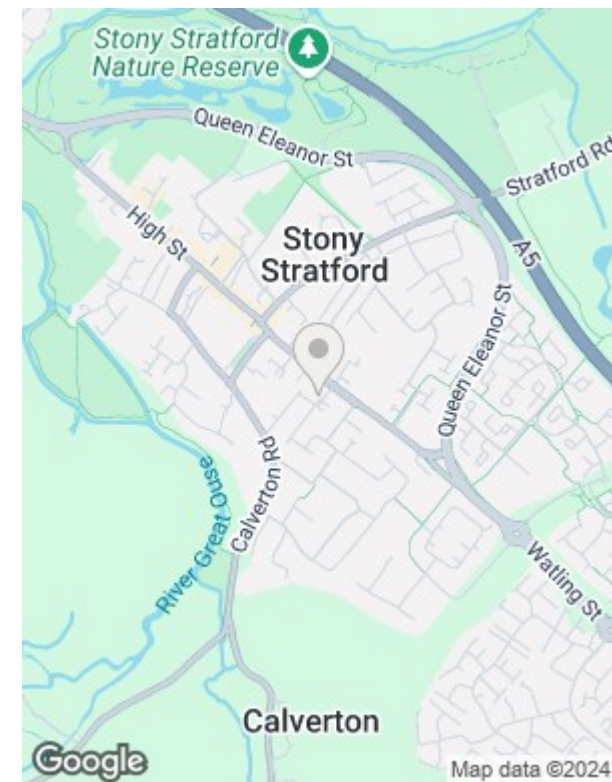 Stony Stratford
Nature Reserve
Queen Eleanor St
Stratford Rd
High St
Stony
Stratford
A5
Queen Eleanor St
Calverton Rd
River Great Ouse
Watling St
Calverton
Google
Map data ©2024